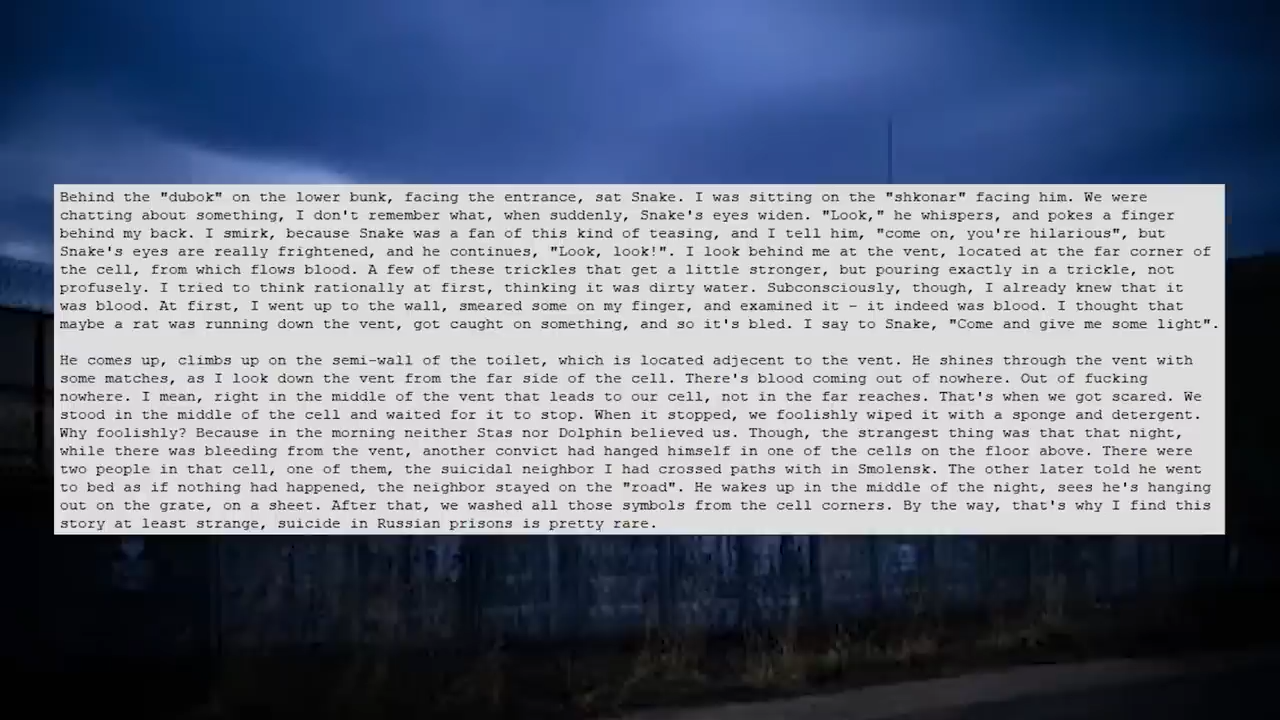 Behind the "dubok" on the lower bunk, facing the entrance, sat Snake. I was sitting on the "shkonar" facing him. We were
chatting about something, I don't remember what, when suddenly, Snake's eyes widen. "Look," he whispers, and pokes a finger
behind my back. I smirk, because Snake was a fan of this kind of teasing, and I tell him, "come on, you're hilarious", but
Snake's eyes are really frightened, and he continues, "Look, look!". I look behind me at the vent, located at the far corner of
the cell, from which flows blood. A few of these trickles that get a little stronger, but pouring exactly in a trickle, not
profusely. I tried to think rationally at first, thinking it was dirty water. Subconsciously, though, I already knew that it
was blood. At first, I went up to the wall, smeared some on my finger, and examined it - it indeed was blood. I thought that
maybe a rat was running down the vent, got caught on something, and so it's bled. I say to Snake, "Come and give me some light".
He comes up, climbs up on the semi-wall of the toilet, which is located adjecent to the vent. He shines through the vent with
some matches, as I look down the vent from the far side of the cell. There's blood coming out of nowhere. Out of fucking
nowhere. I mean, right in the middle of the vent that leads to our cell, not in the far reaches. That's when we got scared. We
stood in the middle of the cell and waited for it to stop. When it stopped, we foolishly wiped it with a sponge and detergent.
Why foolishly? Because in the morning neither Stas nor Dolphin believed us. Though, the strangest thing was that that night,
while there was bleeding from the vent, another convict had hanged himself in one of the cells on the floor above. There were
two people in that cell, one of them, the suicidal neighbor I had crossed paths with in Smolensk. The other later told he went
to bed as if nothing had happened, the neighbor stayed on the "road". He wakes up in the middle of the night, sees he's hanging
out on the grate, on a sheet. After that, we washed all those symbols from the cell corners. By the way, that's why I find this
story at least strange, suicide in Russian prisons is pretty rare.